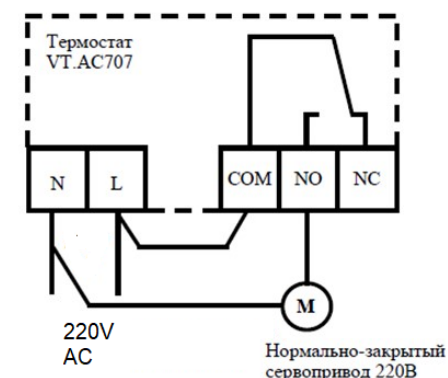 Термостат
VT.AC707
N L COM NO NC
M
220V
AC
Нормально-закрытый
сервопривод 220В